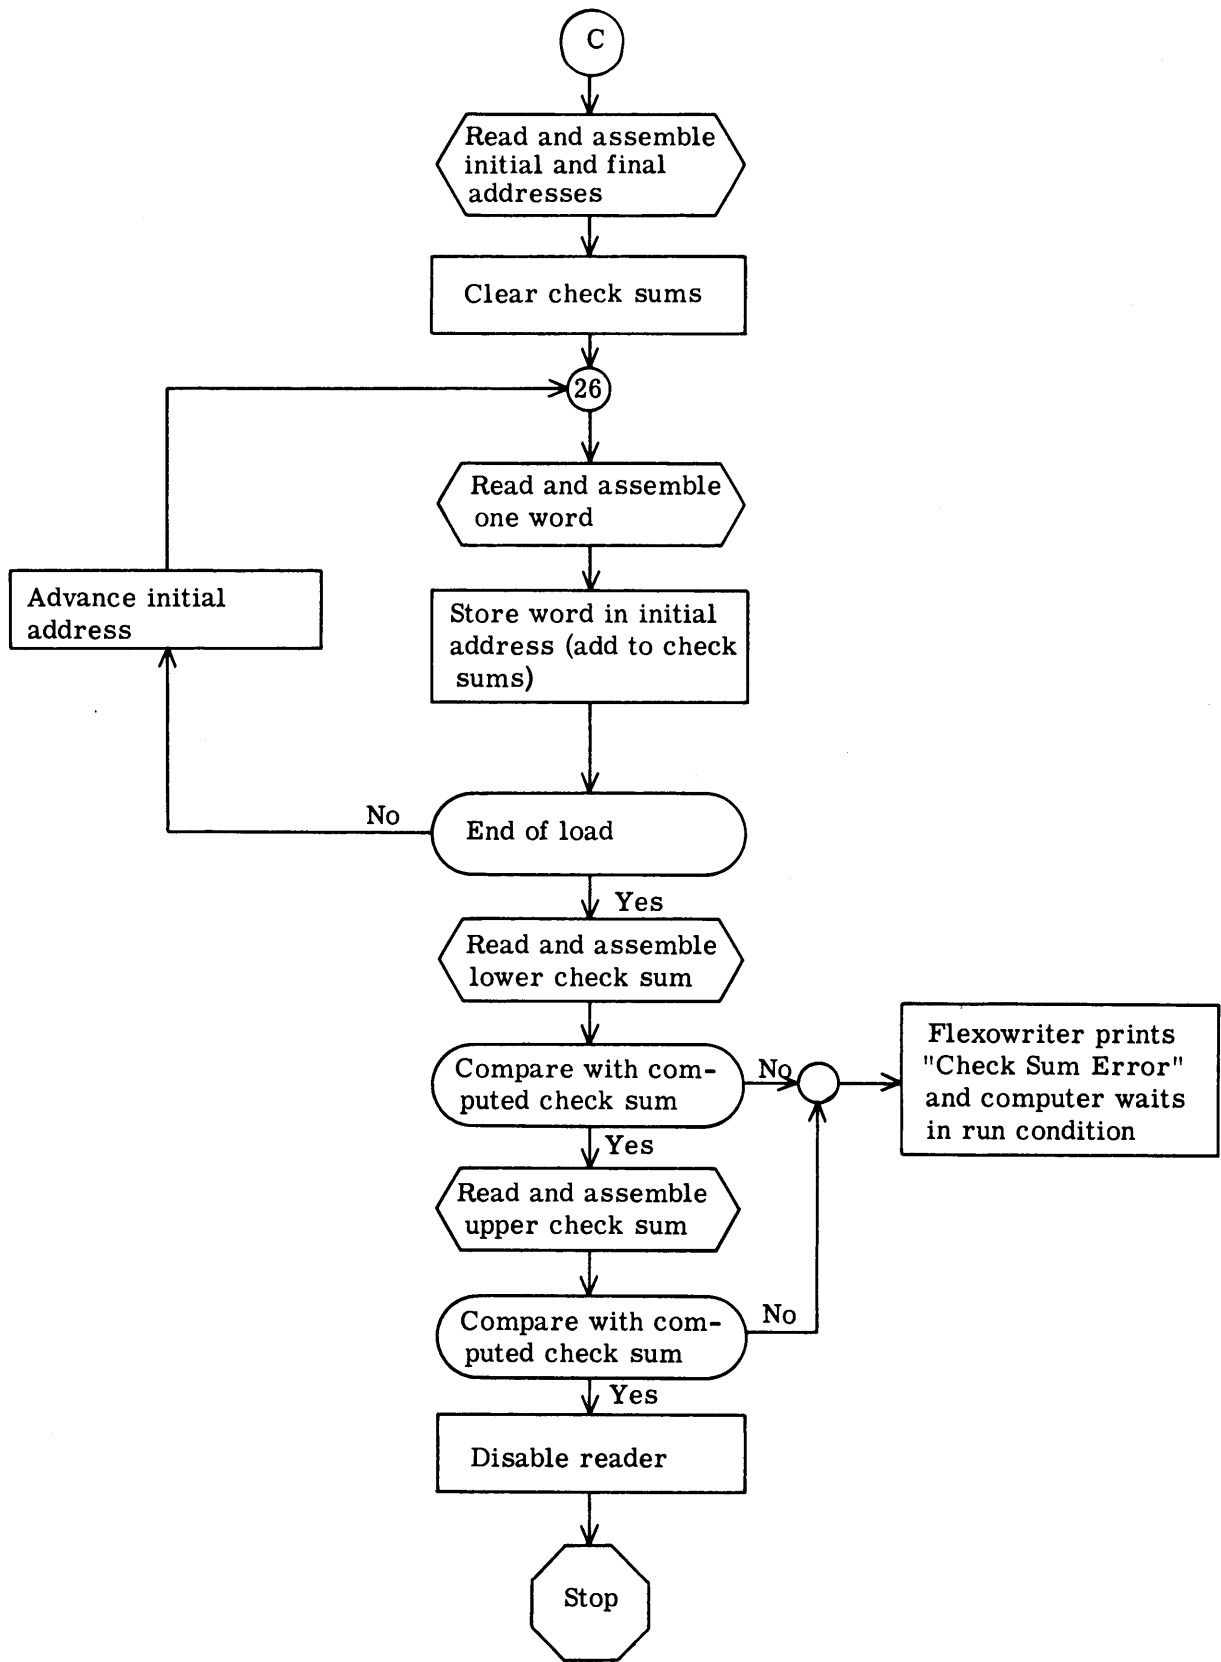 C
Read and assemble
initial and final
addresses
Clear check sums
26
Read and assemble
one word
Advance initial
address
Store word in initial
address (add to check
sums)
No
End of load
Yes
Read and assemble
lower check sum
Compare with com-
puted check sum
No
Flexowriter prints
"Check Sum Error"
and computer waits
in run condition
Yes
Read and assemble
upper check sum
Compare with com-
puted check sum
No
Yes
Disable reader
Stop